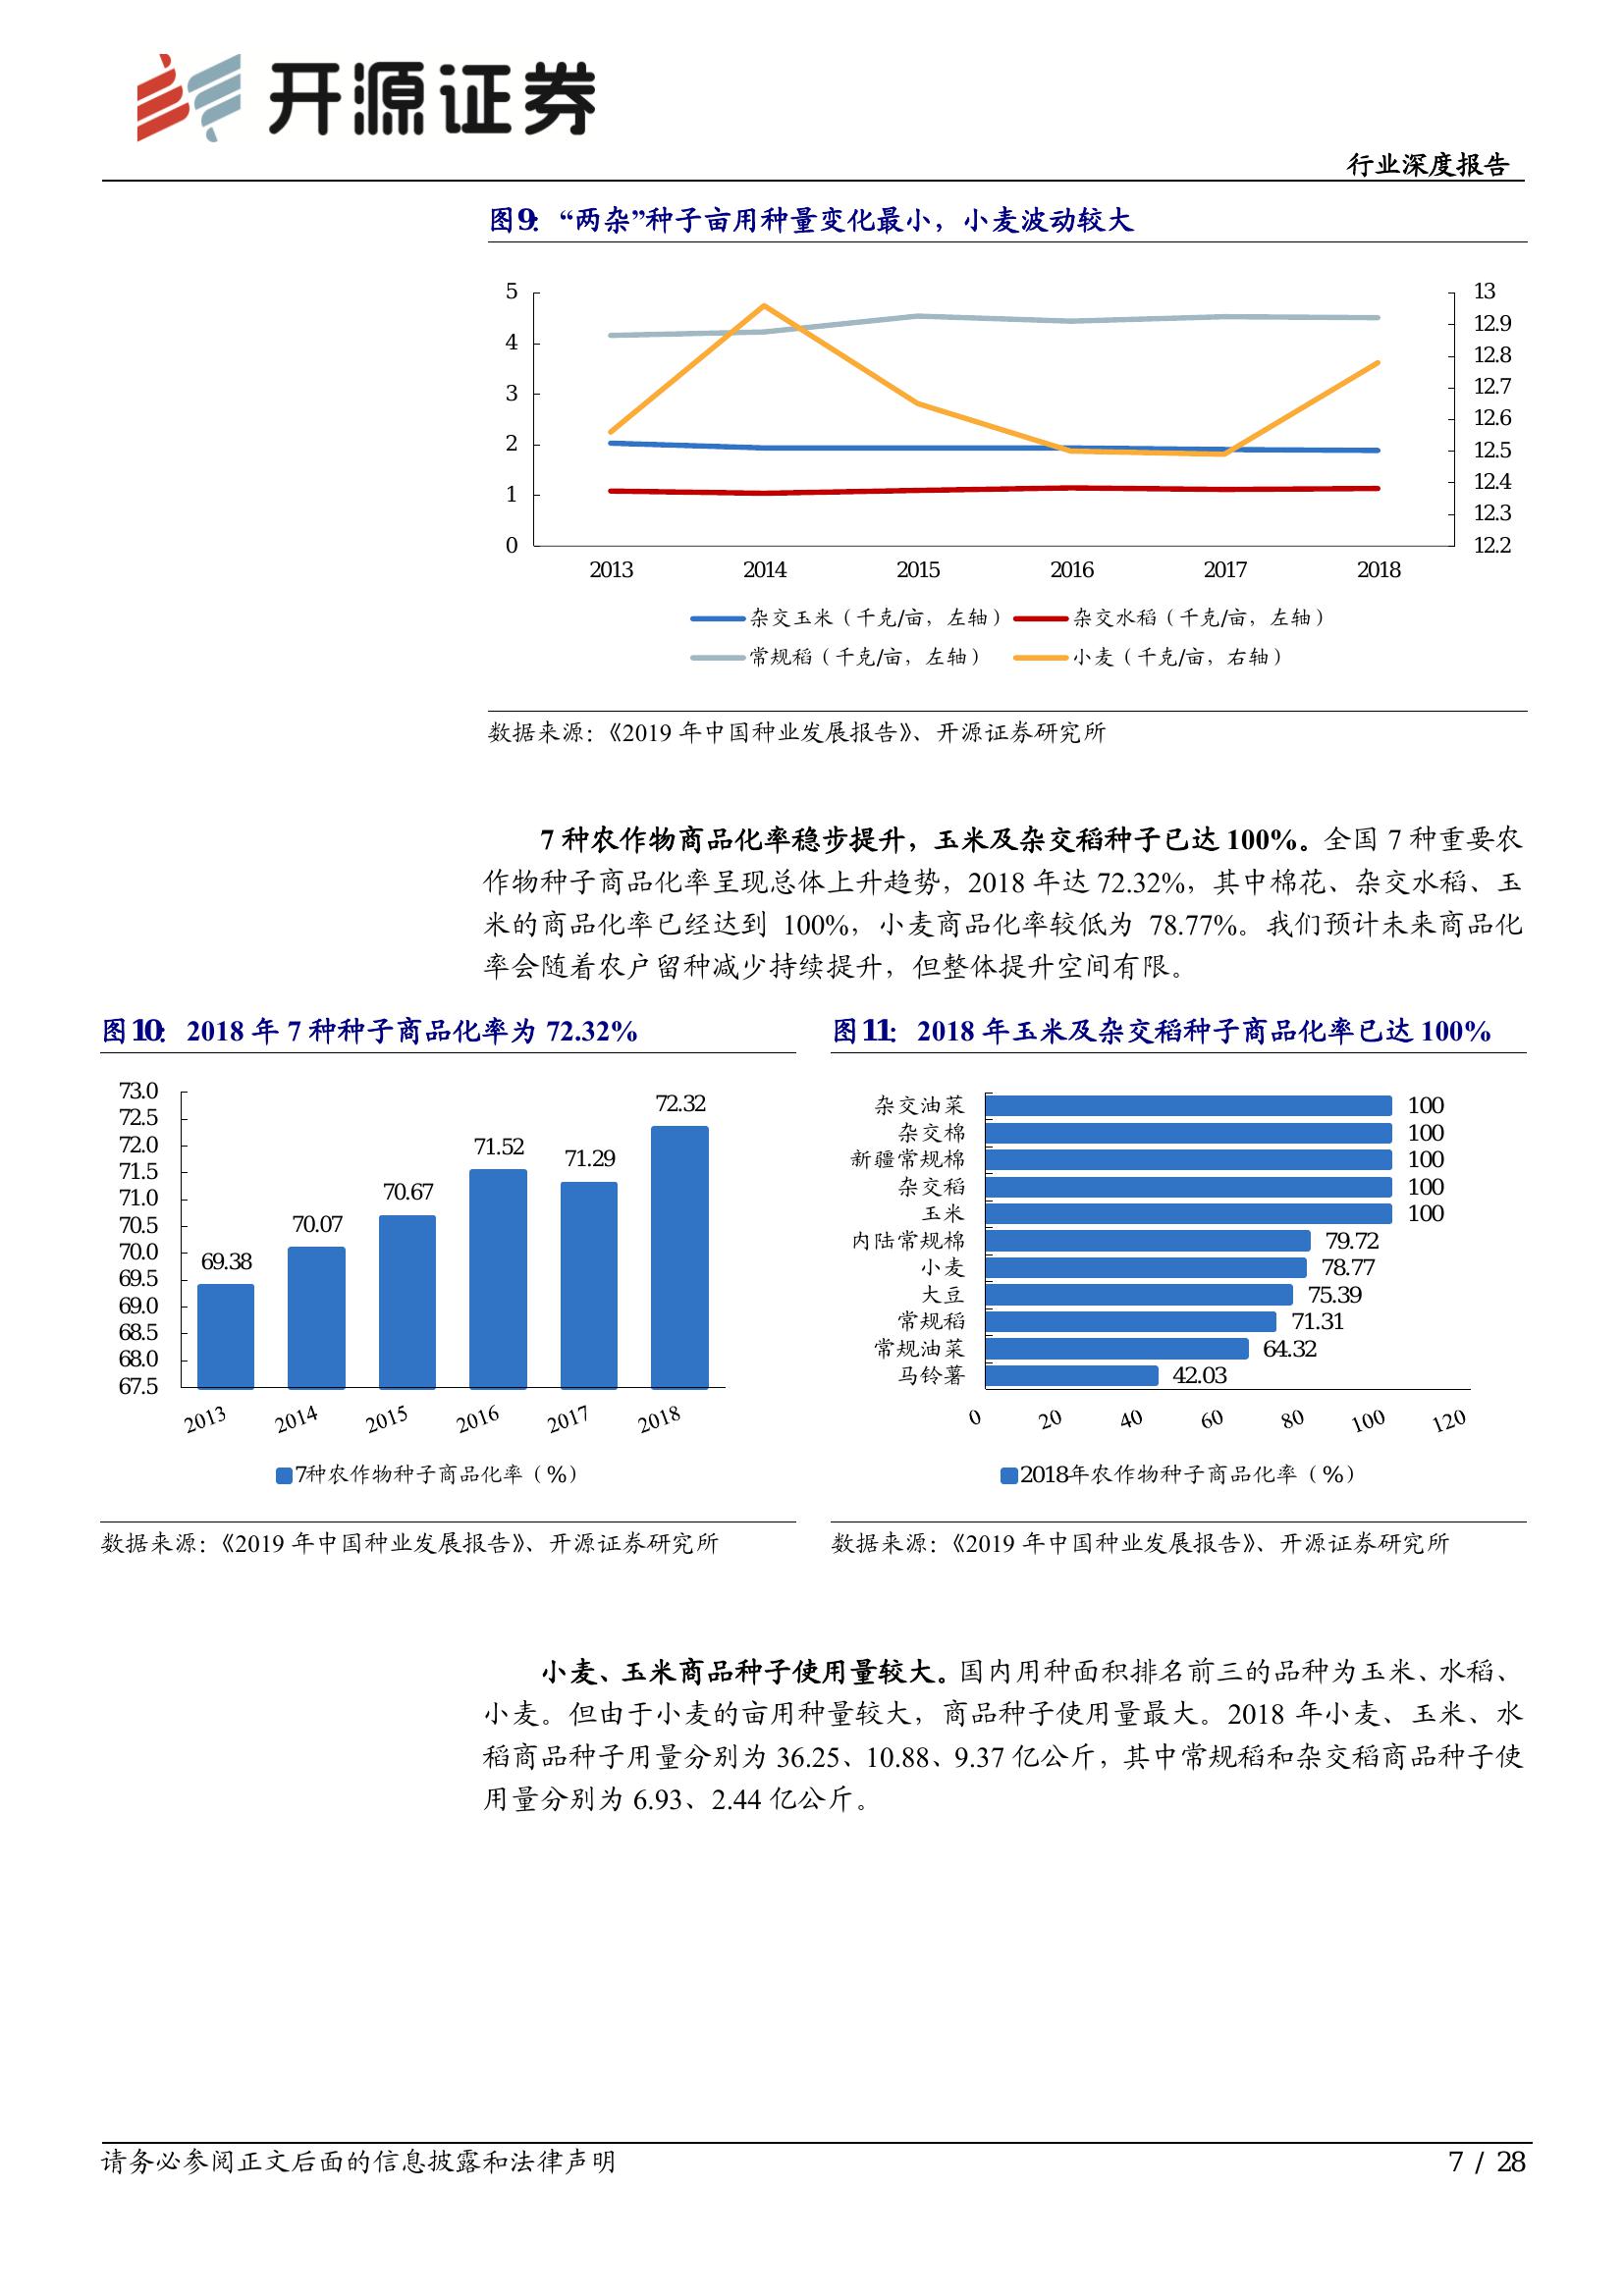 开源证券
行业深度报告
图9： “两杂”种子亩用种量变化最小，小麦波动较大
5
4
3
2
1
0
13
12.9
12.8
12.7
12.6
12.5
12.4
12.3
12.2
2013 2014 2015 2016 2017 2018
杂交玉米（千克/亩，左轴） 杂交水稻（千克/亩，左轴）
常规稻（千克/亩，左轴） 小麦（千克/亩，右轴）
数据来源：《2019 年中国种业发展报告》、开源证券研究所
7 种农作物商品化率稳步提升，玉米及杂交稻种子已达 100%。全国 7 种重要农
作物种子商品化率呈现总体上升趋势，2018 年达 72.32%，其中棉花、杂交水稻、玉
米的商品化率已经达到 100%，小麦商品化率较低为 78.77%。我们预计未来商品化
率会随着农户留种减少持续提升，但整体提升空间有限。
图10： 2018 年 7 种种子商品化率为 72.32%
73.0
72.5
72.0
71.5
71.0
70.5
70.0
69.5
69.0
68.5
68.0
67.5
69.38
70.07
70.67
71.52
71.29
72.32
2013 2014 2015 2016 2017 2018
7种农作物种子商品化率（%）
数据来源：《2019 年中国种业发展报告》、开源证券研究所
图11： 2018 年玉米及杂交稻种子商品化率已达 100%
杂交油菜 100
杂交棉 100
新疆常规棉 100
杂交稻 100
玉米 100
内陆常规棉 79.72
小麦 78.77
大豆 75.39
常规稻 71.31
常规油菜 64.32
马铃薯 42.03
0 20 40 60 80 100 120
2018年农作物种子商品化率（%）
数据来源：《2019 年中国种业发展报告》、开源证券研究所
小麦、玉米商品种子使用量较大。国内用种面积排名前三的品种为玉米、水稻、
小麦。但由于小麦的亩用种量较大，商品种子使用量最大。2018 年小麦、玉米、水
稻商品种子用量分别为 36.25、10.88、9.37 亿公斤，其中常规稻和杂交稻商品种子使
用量分别为 6.93、2.44 亿公斤。
请务必参阅正文后面的信息披露和法律声明
7 / 28